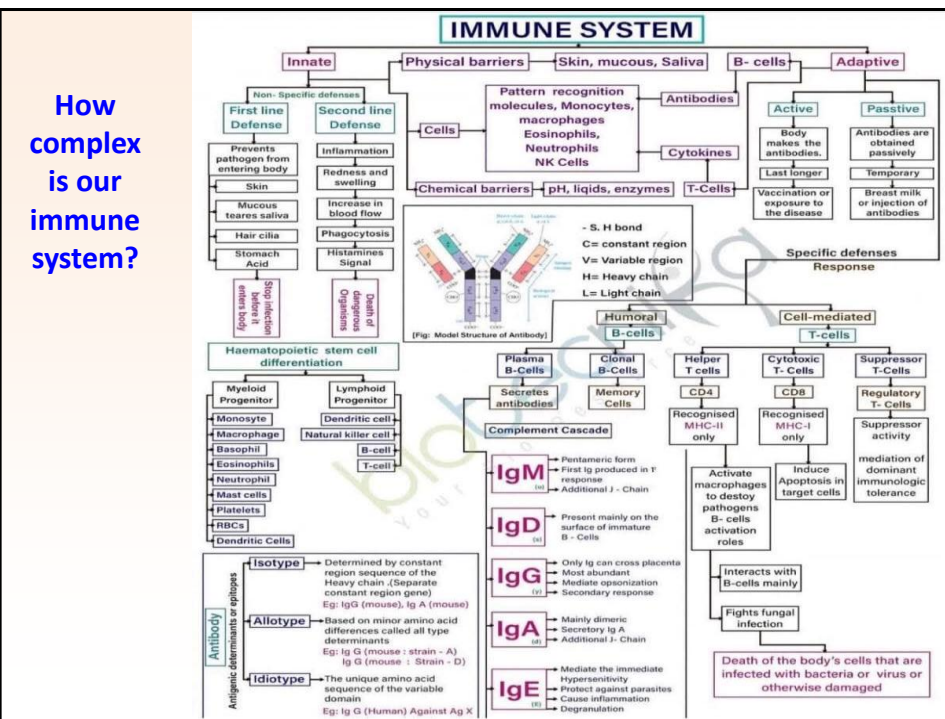 How
complex
is our
immune
system?
IMMUNE SYSTEM
Innate
Physical barriers
Skin, mucous, Saliva
B- cells
Adaptive
Non- Specific defenses
First line
Defense
Second line
Defense
Prevents
pathogen from
entering body
Skin
Mucous
teares saliva
Hair cilia
Stomach
Acid
Stop infection
before it
enters body
Inflammation
Redness and
swelling
Increase in
blood flow
Phagocytosis
Histamines
Signal
Death of
dangerous
Organisms
Cells
Pattern recognition
molecules, Monocytes,
macrophages
Eosinophils,
Neutrophils
NK Cells
Antibodies
Cytokines
Chemical barriers
pH, liqids, enzymes
T-Cells
Active
Body
makes the
antibodies.
Last longer
Vaccination or
exposure to
the disease
Passtive
Antibodies are
obtained
passively
Temporary
Breast milk
or injection of
antibodies
- S. H bond
C= constant region
V= Variable region
H= Heavy chain
L= Light chain
[Fig: Model Structure of Antibody]
Specific defenses
Response
Humoral
B-cells
Cell-mediated
T-cells
Plasma
B-Cells
Secretes
antibodies
Clonal
B-Cells
Memory
Cells
Complement Cascade
Helper
T cells
CD4
Recognised
MHC-II
only
Activate
macrophages
to destoy
pathogens
B- cells
activation
roles
Cytotoxic
T- Cells
CD8
Recognised
MHC-I
only
Induce
Apoptosis in
target cells
Suppressor
T-Cells
Regulatory
T- Cells
Suppressor
activity
mediation of
dominant
immunologic
tolerance
Interacts with
B-cells mainly
Fights fungal
infection
Death of the body's cells that are
infected with bacteria or virus or
otherwise damaged
Haematopoietic stem cell
differentiation
Myeloid
Progenitor
Monosyte
Macrophage
Basophil
Eosinophils
Neutrophil
Mast cells
Platelets
RBCs
Dendritic Cells
Lymphoid
Progenitor
Dendritic cell
Natural killer cell
B-cell
T-cell
IgM
Pentameric form
First Ig produced in 1'
response
Additional J - Chain
IgD
Present mainly on the
surface of immature
B - Cells
IgG
(y)
Only Ig can cross placenta
Most abundant
Mediate opsonization
Secondary response
IgA
(d)
Mainly dimeric
Secretory Ig A
Additional J- Chain
IgE
Mediate the immediate
Hypersenitivity
Protect against parasites
Cause inflammation
Degranulation
Antibody
Antigenic determinants or epitopes
Isotype
Determined by constant
region sequence of the
Heavy chain .(Separate
constant region gene)
Eg: IgG (mouse), Ig A (mouse)
Allotype
Based on minor amino acid
differences called all type
determinants
Eg: Ig G (mouse : strain - A)
Ig G (mouse : Strain - D)
Idiotype
The unique amino acid
sequence of the variable
domain
Eg: Ig G (Human) Against Ag X
biotecnika